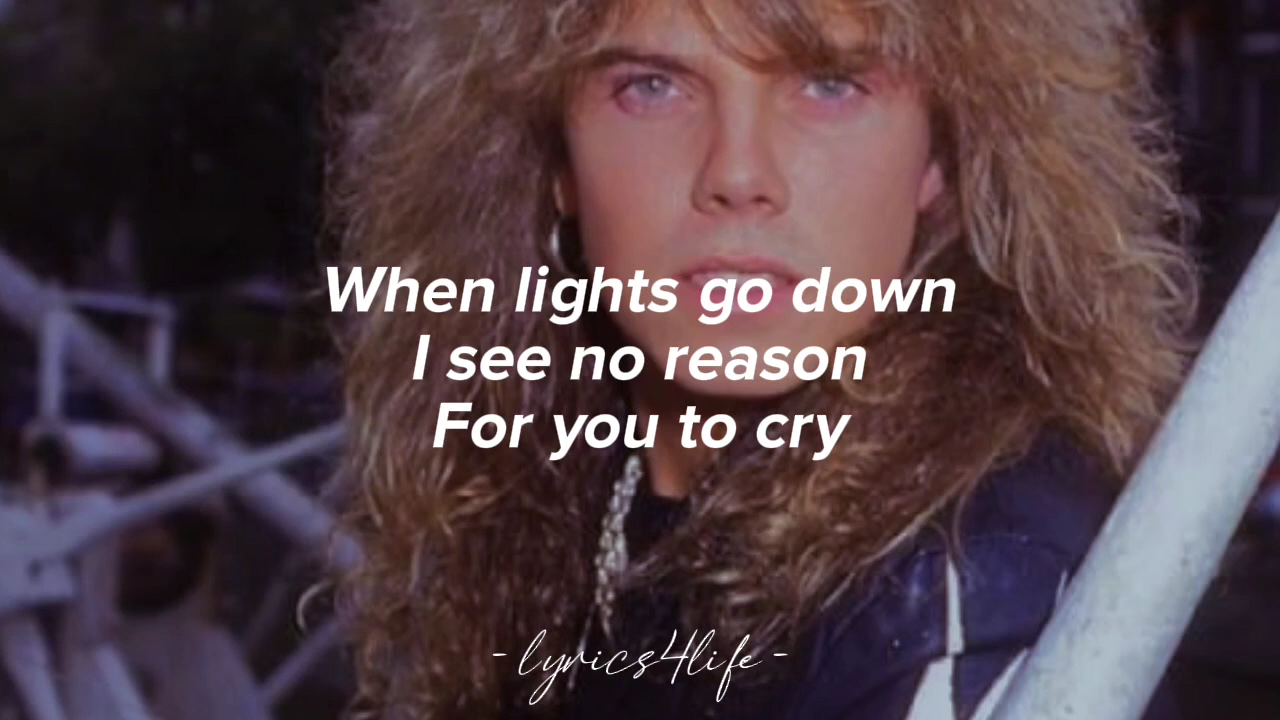 When lights go down
I see no reason
For you to cry
- lyrics4life -